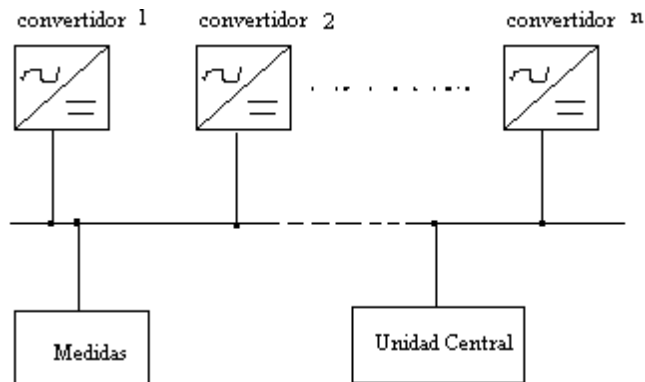 convertidor 1
convertidor 2
convertidor n
Medidas
Unidad Central